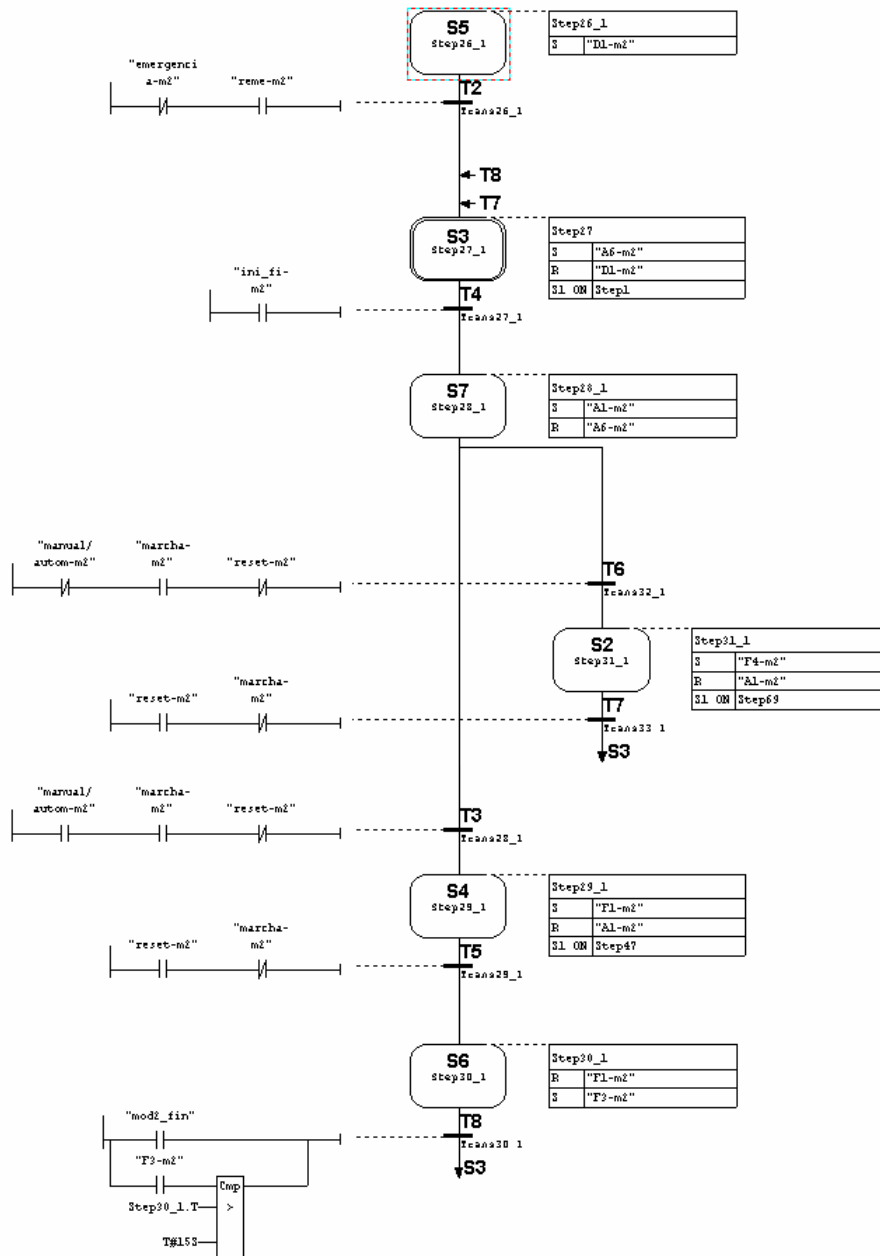 S5
Step26_1
Step26_1
S "D1-m2"
"emergenci
a-m2"
"reme-m2"
T2
Trans26_1
T8
T7
S3
Step27_1
Step27
S "A6-m2"
R "D1-m2"
S1 ON Step1
"ini_fi-
m2"
T4
Trans27_1
S7
Step28_1
Step28_1
S "A1-m2"
R "A6-m2"
"manual/
autom-m2"
"marcha-
m2"
"reset-m2"
T6
Trans32_1
S2
Step31_1
Step31_1
S "F4-m2"
R "A1-m2"
S1 ON Step69
"reset-m2"
"marcha-
m2"
T7
Trans33_1
S3
"manual/
autom-m2"
"marcha-
m2"
"reset-m2"
T3
Trans28_1
S4
Step29_1
Step29_1
S "F1-m2"
R "A1-m2"
S1 ON Step47
"reset-m2"
"marcha-
m2"
T5
Trans29_1
S6
Step30_1
Step30_1
R "F1-m2"
S "F3-m2"
"mod2_fin"
T8
Trans30_1
"F3-m2"
S3
Cmp
Step30_1.T
>
T#15S